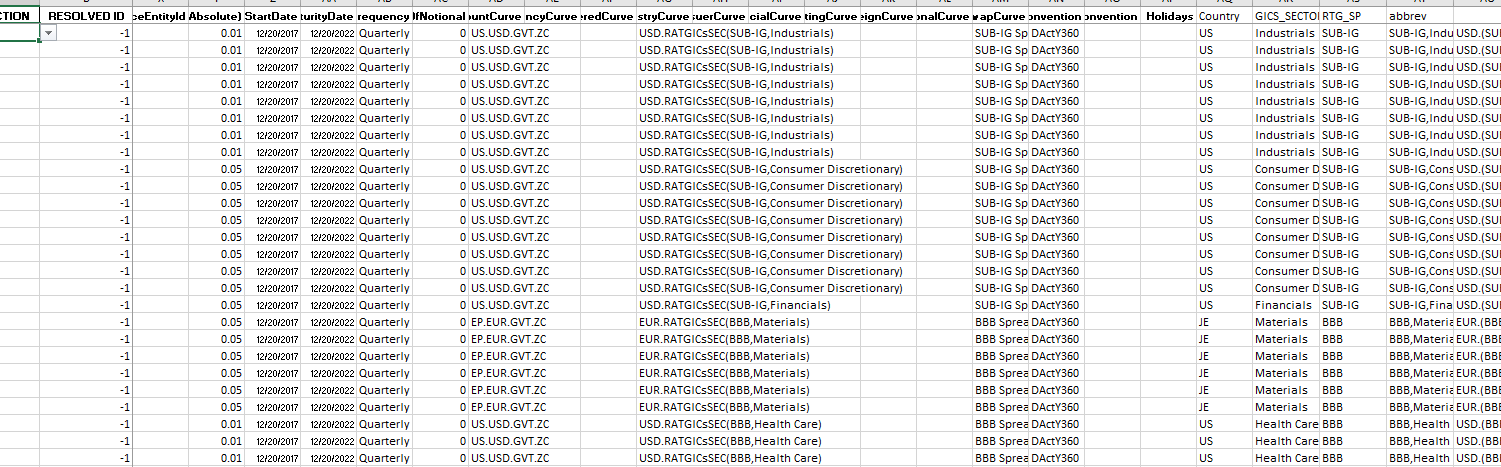 CTION RESOLVED ID ceEntityId Absolute) StartDate turityDate requency lfNotional ountCurve ncyCurve eredCurve stryCurve suerCurve cialCurve tingCurve eignCurve onalCurve vapCurve onvention onvention Holidays Country GICS_SECTO RTG_SP abbrev
-1 0.01 12/20/2017 12/20/2022 Quarterly 0 US.USD.GVT.ZC USD.RATGICsSEC(SUB-IG,Industrials) SUB-IG Sp DActY360 US Industrials SUB-IG SUB-IG,Indu USD.(SU
-1 0.01 12/20/2017 12/20/2022 Quarterly 0 US.USD.GVT.ZC USD.RATGICsSEC(SUB-IG,Industrials) SUB-IG Sp DActY360 US Industrials SUB-IG SUB-IG,Indu USD.(SU
-1 0.01 12/20/2017 12/20/2022 Quarterly 0 US.USD.GVT.ZC USD.RATGICsSEC(SUB-IG,Industrials) SUB-IG Sp DActY360 US Industrials SUB-IG SUB-IG,Indu USD.(SU
-1 0.01 12/20/2017 12/20/2022 Quarterly 0 US.USD.GVT.ZC USD.RATGICsSEC(SUB-IG,Industrials) SUB-IG Sp DActY360 US Industrials SUB-IG SUB-IG,Indu USD.(SU
-1 0.01 12/20/2017 12/20/2022 Quarterly 0 US.USD.GVT.ZC USD.RATGICsSEC(SUB-IG,Industrials) SUB-IG Sp DActY360 US Industrials SUB-IG SUB-IG,Indu USD.(SU
-1 0.01 12/20/2017 12/20/2022 Quarterly 0 US.USD.GVT.ZC USD.RATGICsSEC(SUB-IG,Industrials) SUB-IG Sp DActY360 US Industrials SUB-IG SUB-IG,Indu USD.(SU
-1 0.01 12/20/2017 12/20/2022 Quarterly 0 US.USD.GVT.ZC USD.RATGICsSEC(SUB-IG,Industrials) SUB-IG Sp DActY360 US Industrials SUB-IG SUB-IG,Indu USD.(SU
-1 0.01 12/20/2017 12/20/2022 Quarterly 0 US.USD.GVT.ZC USD.RATGICsSEC(SUB-IG,Industrials) SUB-IG Sp DActY360 US Industrials SUB-IG SUB-IG,Indu USD.(SU
-1 0.05 12/20/2017 12/20/2022 Quarterly 0 US.USD.GVT.ZC USD.RATGICsSEC(SUB-IG,Consumer Discretionary) SUB-IG Sp DActY360 US Consumer D SUB-IG SUB-IG,Cons USD.(SU
-1 0.05 12/20/2017 12/20/2022 Quarterly 0 US.USD.GVT.ZC USD.RATGICsSEC(SUB-IG,Consumer Discretionary) SUB-IG Sp DActY360 US Consumer D SUB-IG SUB-IG,Cons USD.(SU
-1 0.05 12/20/2017 12/20/2022 Quarterly 0 US.USD.GVT.ZC USD.RATGICsSEC(SUB-IG,Consumer Discretionary) SUB-IG Sp DActY360 US Consumer D SUB-IG SUB-IG,Cons USD.(SU
-1 0.05 12/20/2017 12/20/2022 Quarterly 0 US.USD.GVT.ZC USD.RATGICsSEC(SUB-IG,Consumer Discretionary) SUB-IG Sp DActY360 US Consumer D SUB-IG SUB-IG,Cons USD.(SU
-1 0.05 12/20/2017 12/20/2022 Quarterly 0 US.USD.GVT.ZC USD.RATGICsSEC(SUB-IG,Consumer Discretionary) SUB-IG Sp DActY360 US Consumer D SUB-IG SUB-IG,Cons USD.(SU
-1 0.05 12/20/2017 12/20/2022 Quarterly 0 US.USD.GVT.ZC USD.RATGICsSEC(SUB-IG,Consumer Discretionary) SUB-IG Sp DActY360 US Consumer D SUB-IG SUB-IG,Cons USD.(SU
-1 0.05 12/20/2017 12/20/2022 Quarterly 0 US.USD.GVT.ZC USD.RATGICsSEC(SUB-IG,Consumer Discretionary) SUB-IG Sp DActY360 US Consumer D SUB-IG SUB-IG,Cons USD.(SU
-1 0.05 12/20/2017 12/20/2022 Quarterly 0 US.USD.GVT.ZC USD.RATGICsSEC(SUB-IG,Consumer Discretionary) SUB-IG Sp DActY360 US Consumer D SUB-IG SUB-IG,Cons USD.(SU
-1 0.05 12/20/2017 12/20/2022 Quarterly 0 US.USD.GVT.ZC USD.RATGICsSEC(SUB-IG,Financials) SUB-IG Sp DActY360 US Financials SUB-IG SUB-IG,Fina USD.(SU
-1 0.05 12/20/2017 12/20/2022 Quarterly 0 EP.EUR.GVT.ZC EUR.RATGICsSEC(BBB,Materials) BBB Sprea DActY360 JE Materials BBB BBB,Materia EUR.(BB
-1 0.05 12/20/2017 12/20/2022 Quarterly 0 EP.EUR.GVT.ZC EUR.RATGICsSEC(BBB,Materials) BBB Sprea DActY360 JE Materials BBB BBB,Materia EUR.(BB
-1 0.05 12/20/2017 12/20/2022 Quarterly 0 EP.EUR.GVT.ZC EUR.RATGICsSEC(BBB,Materials) BBB Sprea DActY360 JE Materials BBB BBB,Materia EUR.(BB
-1 0.05 12/20/2017 12/20/2022 Quarterly 0 EP.EUR.GVT.ZC EUR.RATGICsSEC(BBB,Materials) BBB Sprea DActY360 JE Materials BBB BBB,Materia EUR.(BB
-1 0.05 12/20/2017 12/20/2022 Quarterly 0 EP.EUR.GVT.ZC EUR.RATGICsSEC(BBB,Materials) BBB Sprea DActY360 JE Materials BBB BBB,Materia EUR.(BB
-1 0.05 12/20/2017 12/20/2022 Quarterly 0 EP.EUR.GVT.ZC EUR.RATGICsSEC(BBB,Materials) BBB Sprea DActY360 JE Materials BBB BBB,Materia EUR.(BB
-1 0.01 12/20/2017 12/20/2022 Quarterly 0 US.USD.GVT.ZC USD.RATGICsSEC(BBB,Health Care) BBB Sprea DActY360 US Health Care BBB BBB,Health USD.(BB
-1 0.01 12/20/2017 12/20/2022 Quarterly 0 US.USD.GVT.ZC USD.RATGICsSEC(BBB,Health Care) BBB Sprea DActY360 US Health Care BBB BBB,Health USD.(BB
-1 0.01 12/20/2017 12/20/2022 Quarterly 0 US.USD.GVT.ZC USD.RATGICsSEC(BBB,Health Care) BBB Sprea DActY360 US Health Care BBB BBB,Health USD.(BB